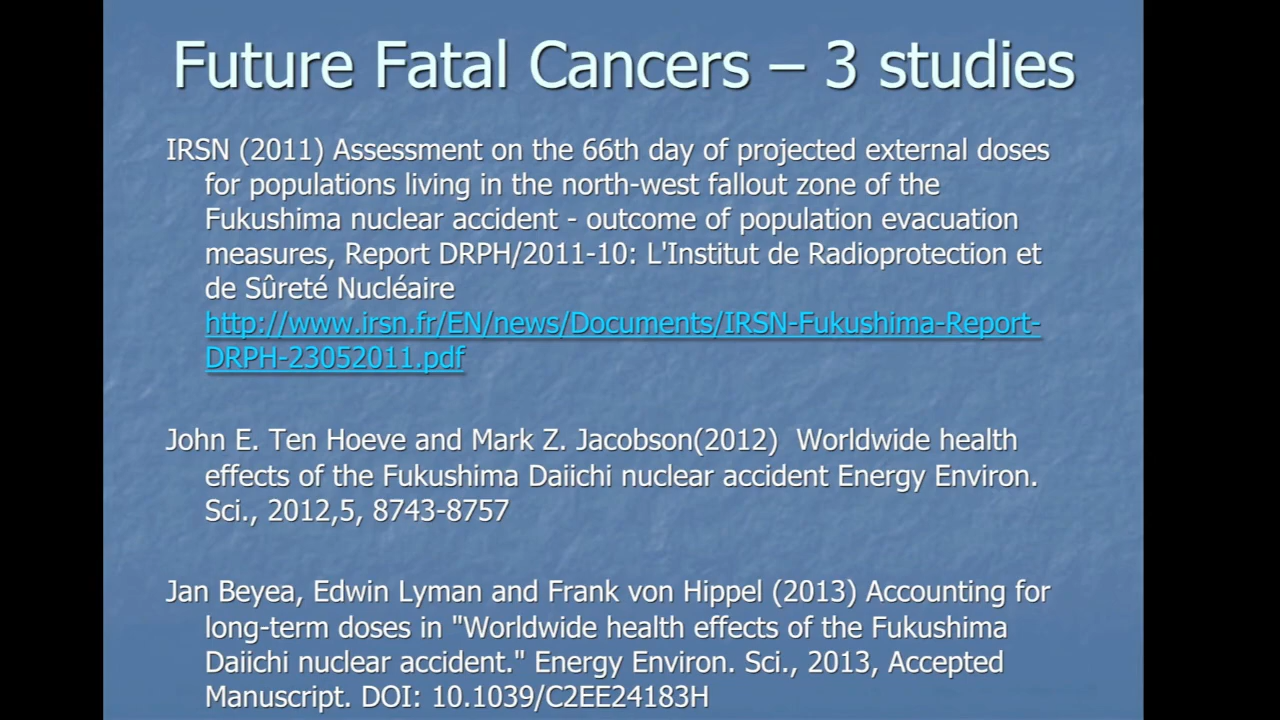 Future Fatal Cancers – 3 studies
IRSN (2011) Assessment on the 66th day of projected external doses
for populations living in the north-west fallout zone of the
Fukushima nuclear accident - outcome of population evacuation
measures, Report DRPH/2011-10: L'Institut de Radioprotection et
de Sûreté Nucléaire
http://www.irsn.fr/EN/news/Documents/IRSN-Fukushima-Report-
DRPH-23052011.pdf
John E. Ten Hoeve and Mark Z. Jacobson(2012)  Worldwide health
effects of the Fukushima Daiichi nuclear accident Energy Environ.
Sci., 2012,5, 8743-8757
Jan Beyea, Edwin Lyman and Frank von Hippel (2013) Accounting for
long-term doses in "Worldwide health effects of the Fukushima
Daiichi nuclear accident." Energy Environ. Sci., 2013, Accepted
Manuscript. DOI: 10.1039/C2EE24183H